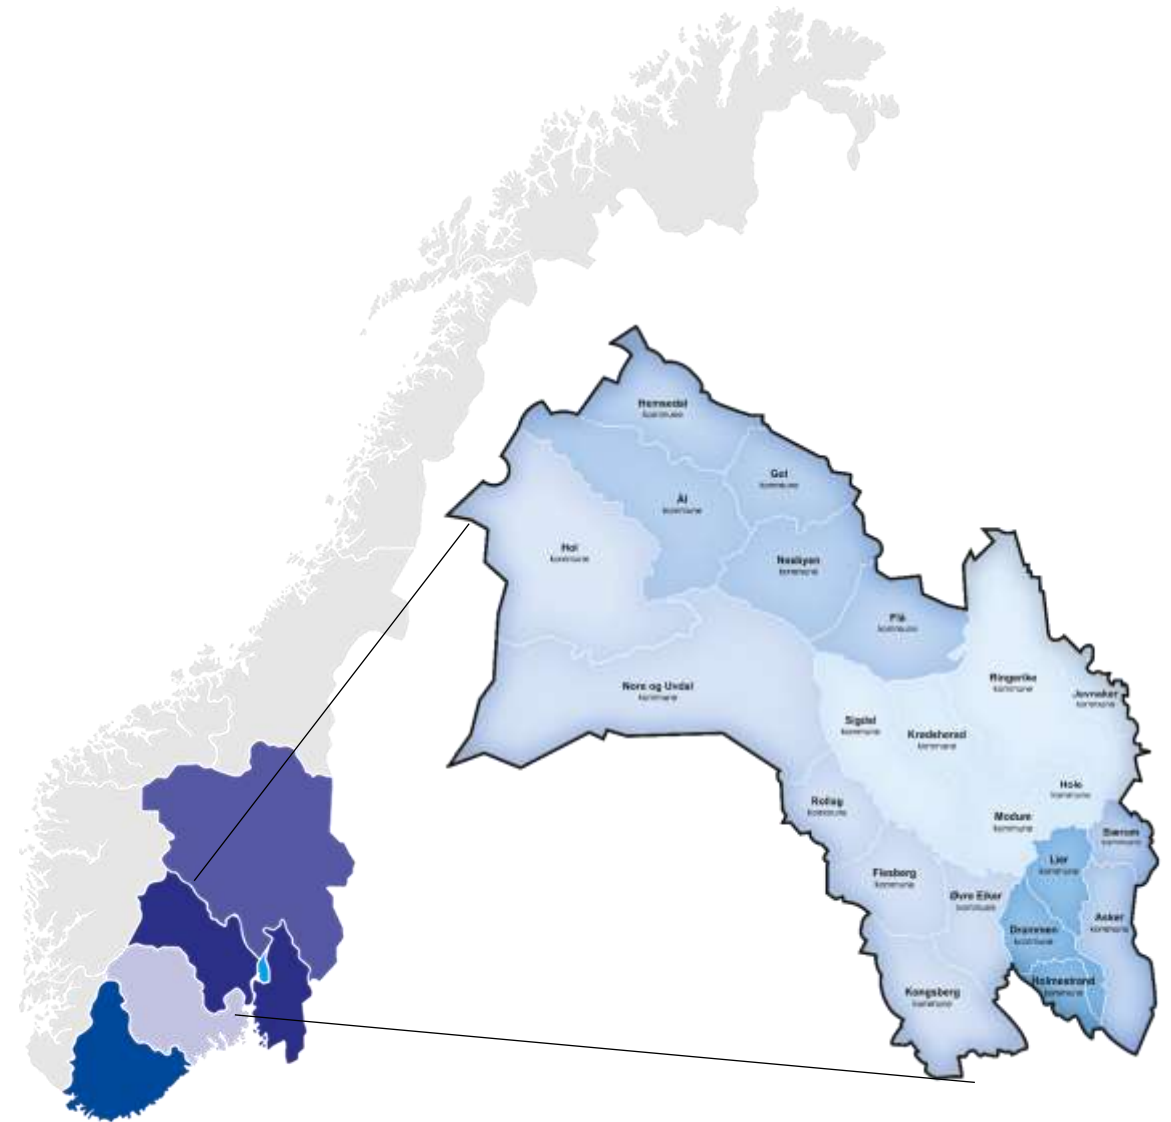 Hemsedal
kommune
Gol
kommune
Ål
kommune
Hol
kommune
Nesbyen
kommune
Flå
kommune
Nore og Uvdal
kommune
Ringerike
kommune
Jevnaker
kommune
Sigdal
kommune
Krødsherad
kommune
Hole
kommune
Rollag
kommune
Modum
kommune
Bærum
kommune
Lier
kommune
Flesberg
kommune
Øvre Eiker
kommune
Asker
kommune
Drammen
kommune
Holmestrand
kommune
Kongsberg
kommune